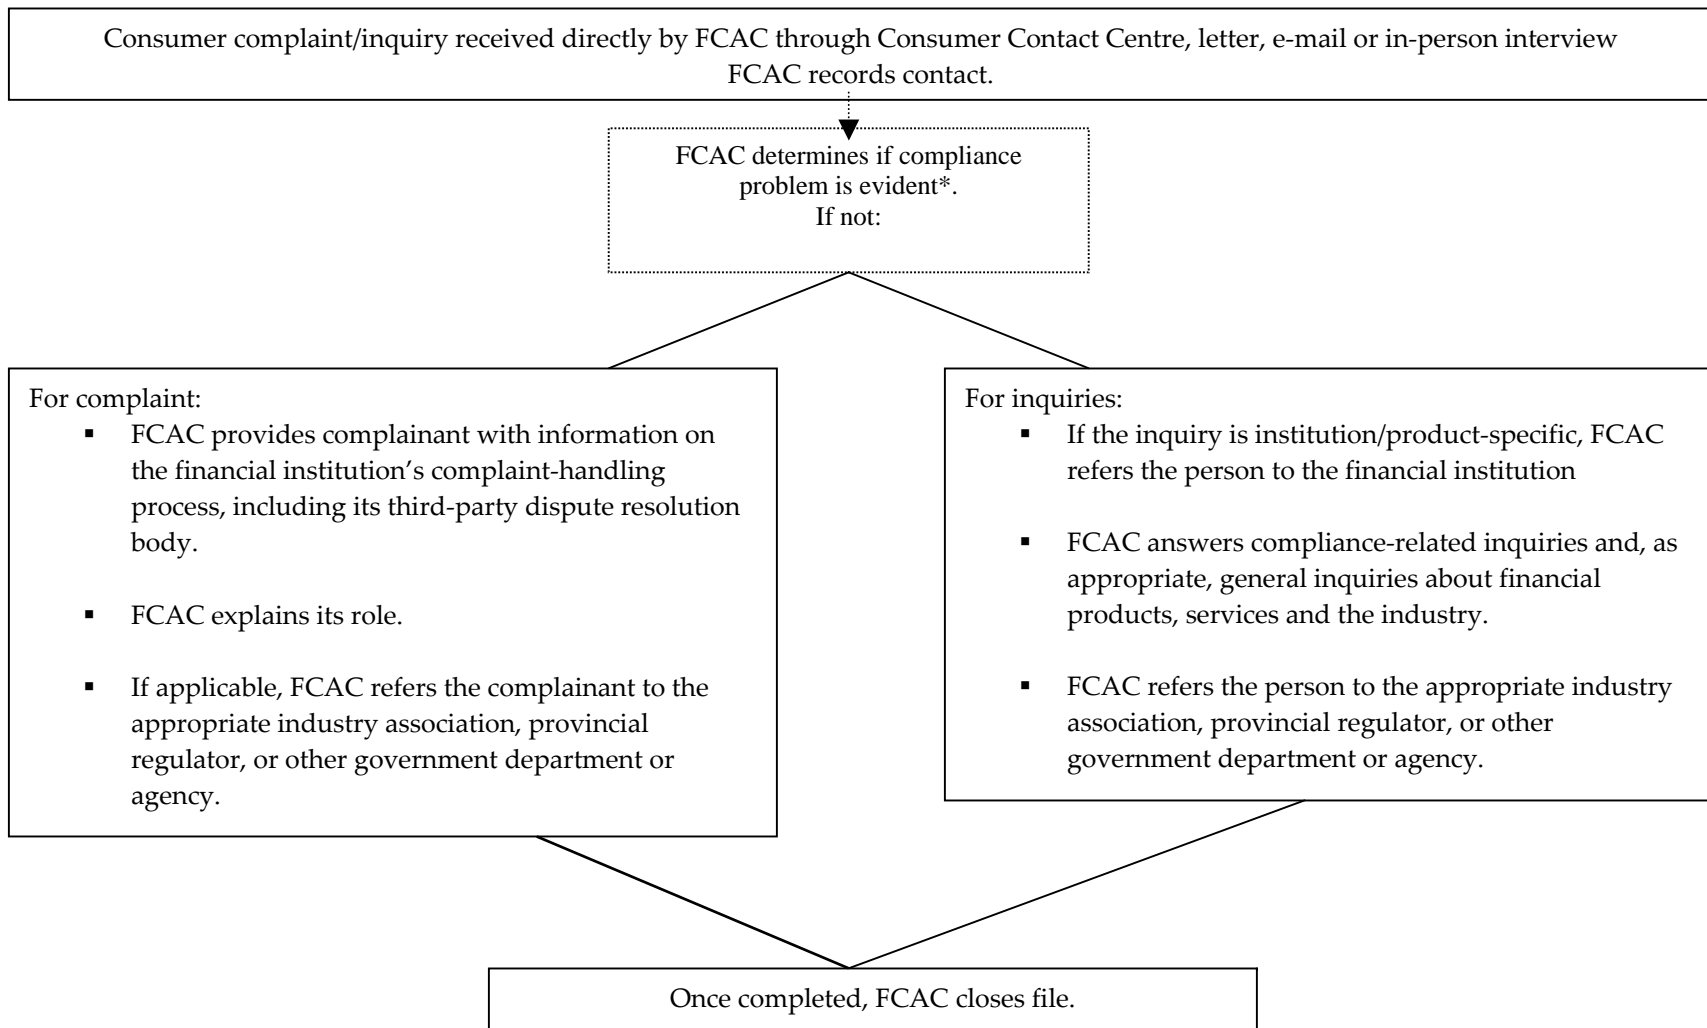 Consumer complaint/inquiry received directly by FCAC through Consumer Contact Centre, letter, e-mail or in-person interview
FCAC records contact.
FCAC determines if compliance
problem is evident*.
If not:
For complaint:
▪ FCAC provides complainant with information on
the financial institution’s complaint-handling
process, including its third-party dispute resolution
body.
▪ FCAC explains its role.
▪ If applicable, FCAC refers the complainant to the
appropriate industry association, provincial
regulator, or other government department or
agency.
For inquiries:
▪ If the inquiry is institution/product-specific, FCAC
refers the person to the financial institution
▪ FCAC answers compliance-related inquiries and, as
appropriate, general inquiries about financial
products, services and the industry.
▪ FCAC refers the person to the appropriate industry
association, provincial regulator, or other
government department or agency.
Once completed, FCAC closes file.